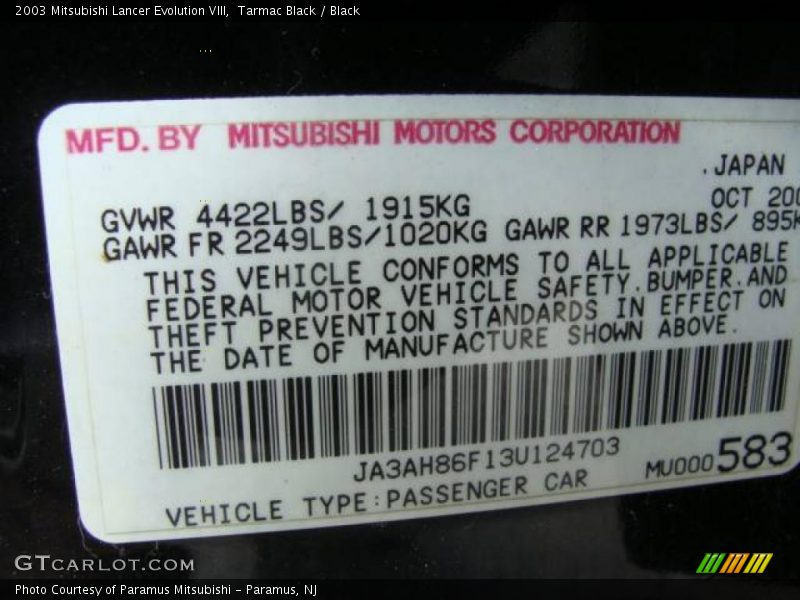 2003 Mitsubishi Lancer Evolution VIII, Tarmac Black / Black
MFD. BY MITSUBISHI MOTORS CORPORATION
.JAPAN
OCT 200
GVWR 4422LBS/ 1915KG
GAWR FR 2249LBS/1020KG GAWR RR 1973LBS/ 895K
THIS VEHICLE CONFORMS TO ALL APPLICABLE
FEDERAL MOTOR VEHICLE SAFETY, BUMPER, AND
THEFT PREVENTION STANDARDS IN EFFECT ON
THE DATE OF MANUFACTURE SHOWN ABOVE.
JA3AH86F13U124703
MU000583
VEHICLE TYPE:PASSENGER CAR
GTCARLOT.COM
Photo Courtesy of Paramus Mitsubishi - Paramus, NJ